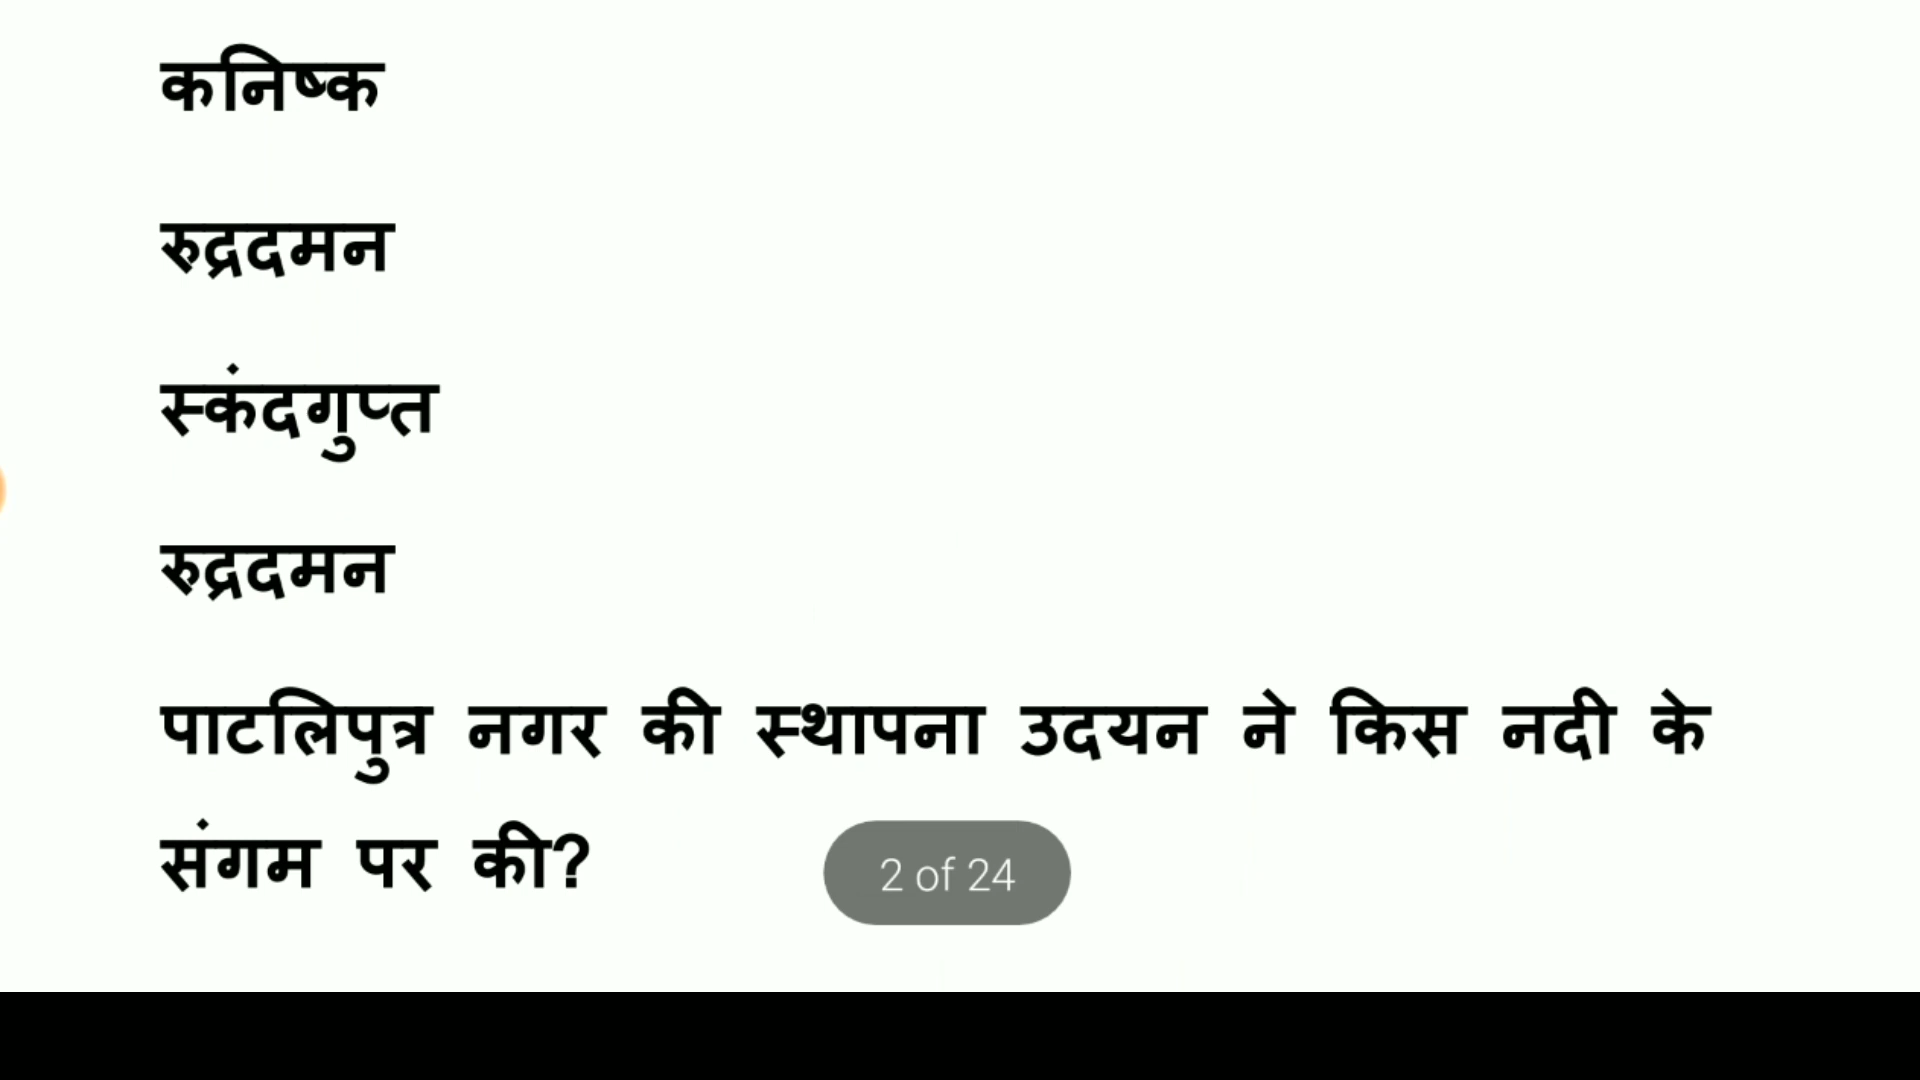 कनिष्क
रुद्रदमन
स्कंदगुप्त
रुद्रदमन
पाटलिपुत्र नगर की स्थापना उदयन ने किस नदी के
संगम पर की?
2 of 24